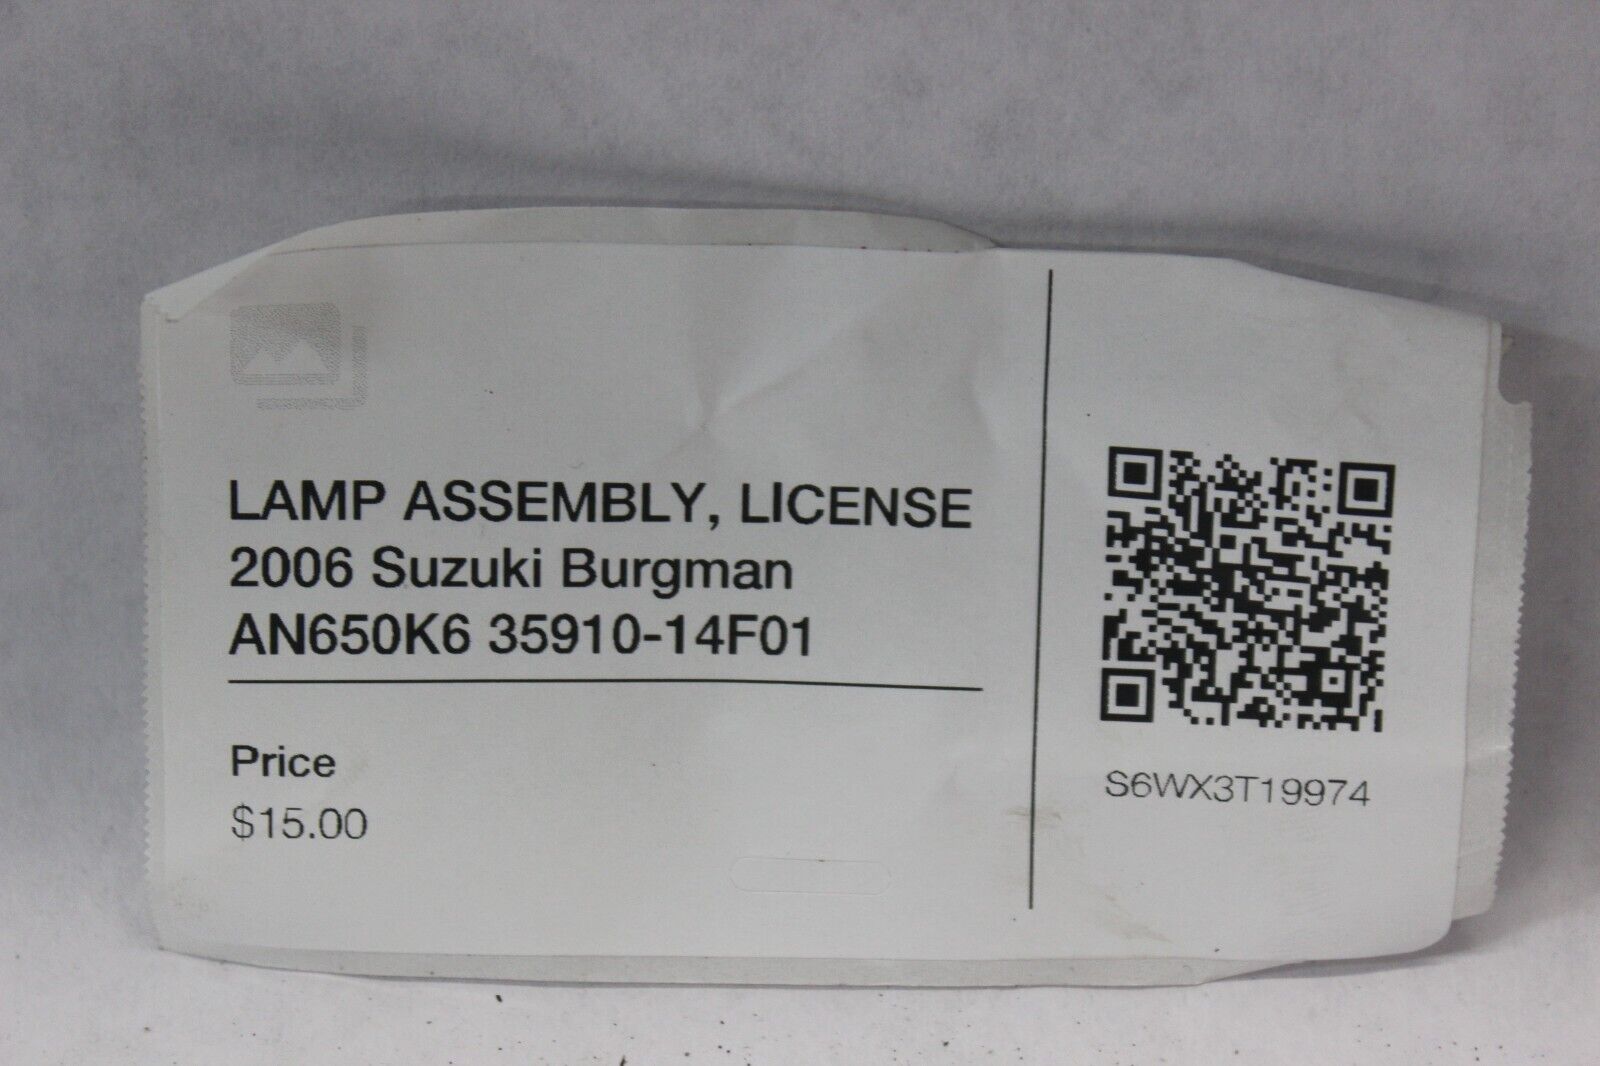 LAMP ASSEMBLY, LICENSE
2006 Suzuki Burgman
AN650K6 35910-14F01
Price
$15.00
S6WX3T19974